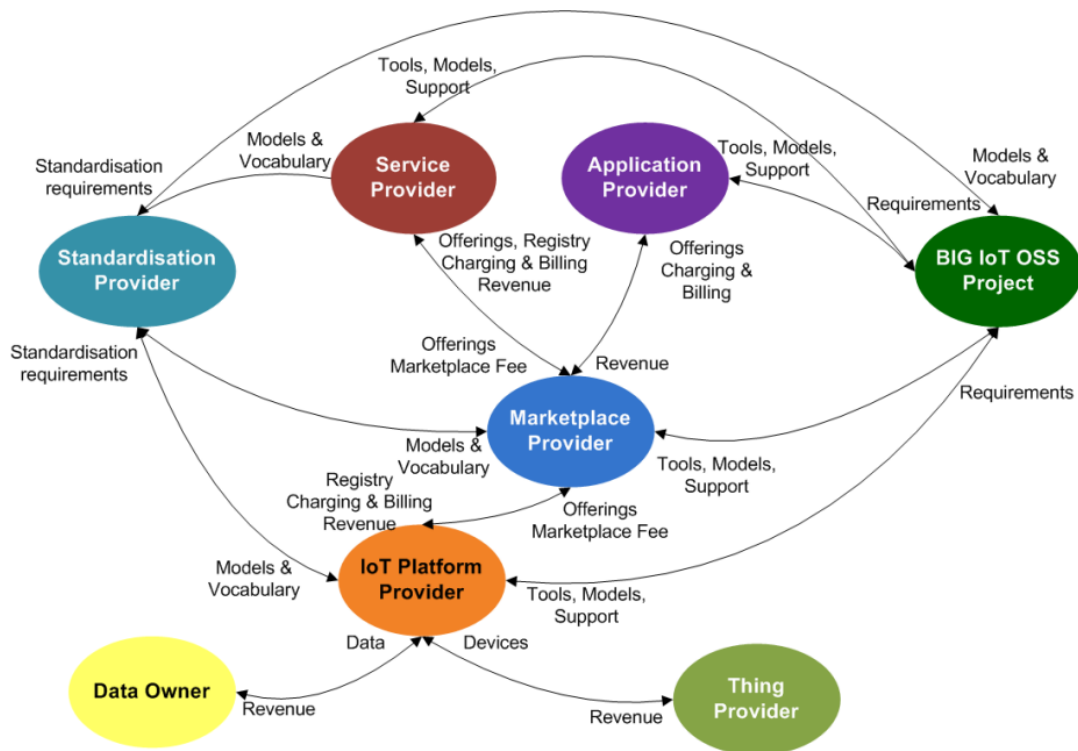 Tools, Models,
Support
Models &
Vocabulary
Service
Provider
Application
Provider
Tools, Models,
Support
Models &
Vocabulary
Standardisation
requirements
Requirements
Standardisation
Provider
Offerings, Registry
Charging & Billing
Revenue
Offerings
Charging &
Billing
BIG IoT OSS
Project
Standardisation
requirements
Offerings
Marketplace Fee
Revenue
Requirements
Marketplace
Provider
Models &
Vocabulary
Tools, Models,
Support
Registry
Charging & Billing
Revenue
Offerings
Marketplace Fee
IoT Platform
Provider
Models &
Vocabulary
Tools, Models,
Support
Data
Devices
Data Owner
Revenue
Revenue
Thing
Provider